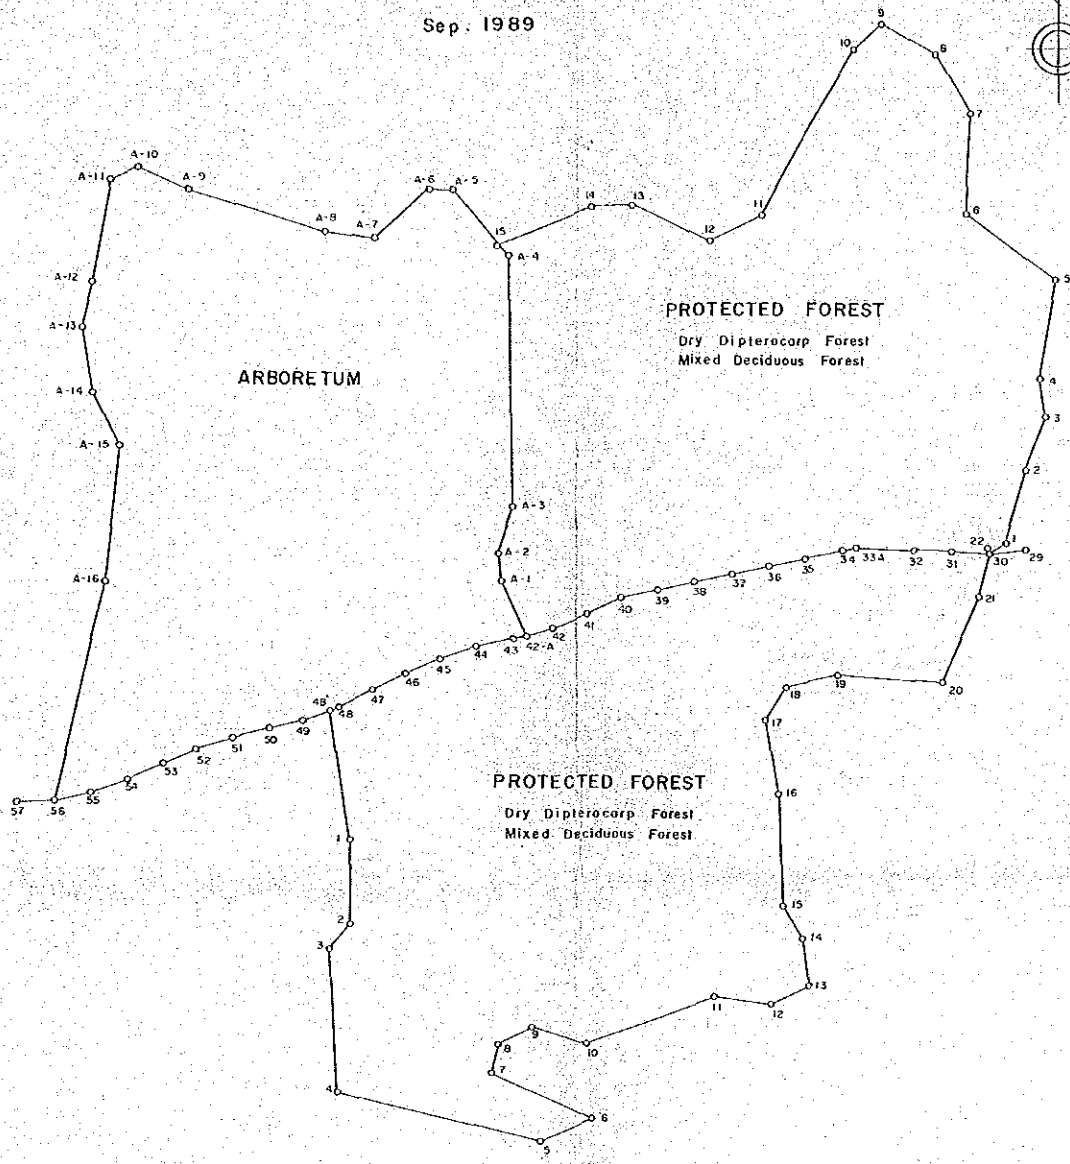 Sep. 1989
9
10
8
7
A-10
A-11
A-9
A-6
A-5
14
13
11
6
A-8
A-7
15
12
A-4
A-12
5
PROTECTED FOREST
A-13
Dry Dipterocarp Forest
Mixed Deciduous Forest
ARBORETUM
4
A-14
3
A-15
2
A-3
22
1
A-2
34
33A
32
31
30
29
A-16
A-1
35
36
37
38
39
40
21
41
42
42-A
43
44
45
46
20
19
18
47
48'
48
49
17
50
51
52
53
54
PROTECTED FOREST
55
56
57
16
Dry Dipterocarp Forest
Mixed Deciduous Forest
1
15
2
3
14
13
11
12
9
10
8
7
4
6
5